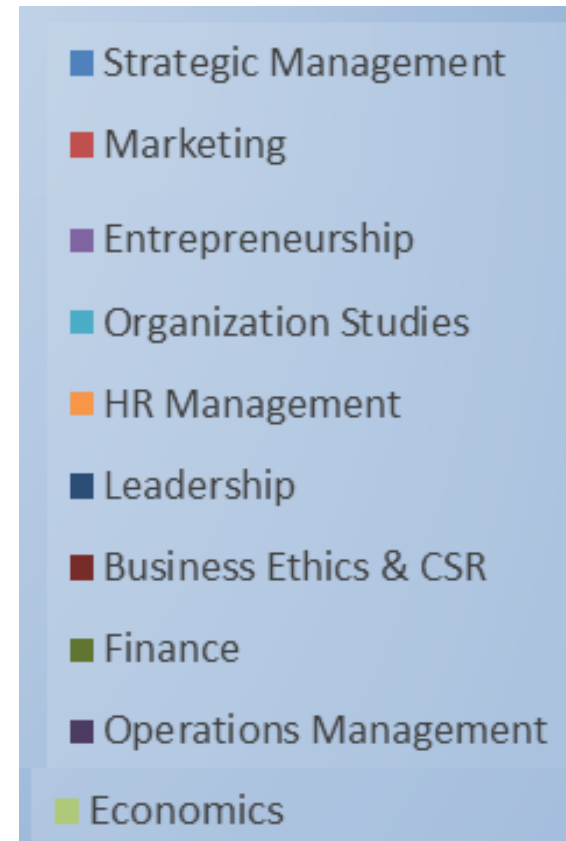 Strategic Management
Marketing
Entrepreneurship
Organization Studies
HR Management
Leadership
Business Ethics & CSR
Finance
Operations Management
Economics